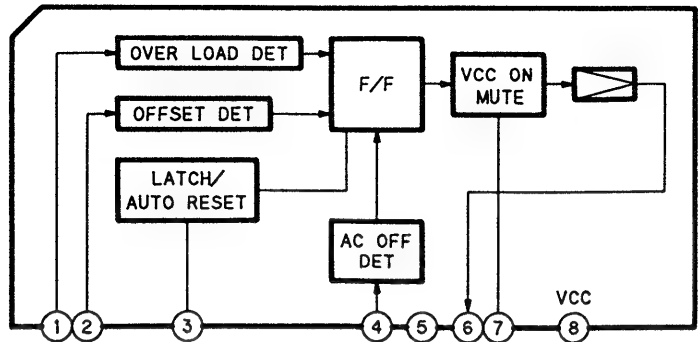 OVER LOAD DET
F/F
VCC ON
MUTE
OFFSET DET
LATCH/
AUTO RESET
AC OFF
DET
VCC
1
2
3
4
5
6
7
8